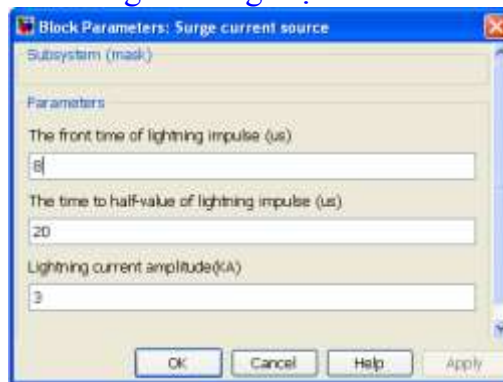 Block Parameters: Surge current source
Subsystem (mask)
Parameters
The front time of lightning impulse (us)
8
The time to half-value of lightning impulse (us)
20
Lightning current amplitude(KA)
3
OK Cancel Help Apply